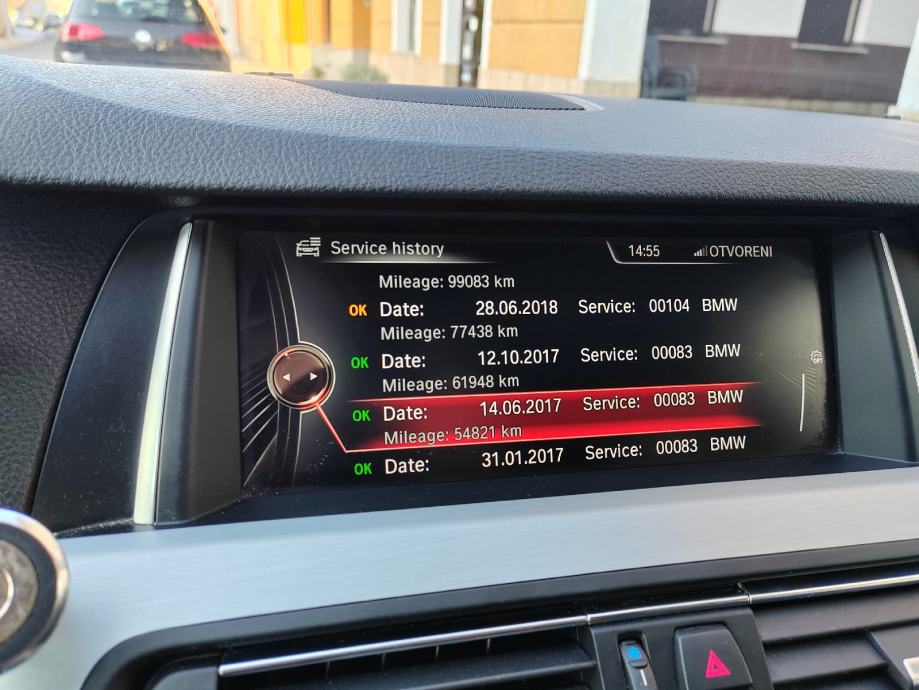 Service history 14:55 OTVORENI
Mileage: 99083 km
OK Date: 28.06.2018 Service: 00104 BMW
Mileage: 77438 km
OK Date: 12.10.2017 Service: 00083 BMW
Mileage: 61948 km
OK Date: 14.06.2017 Service: 00083 BMW
Mileage: 54821 km
OK Date: 31.01.2017 Service: 00083 BMW
OFF